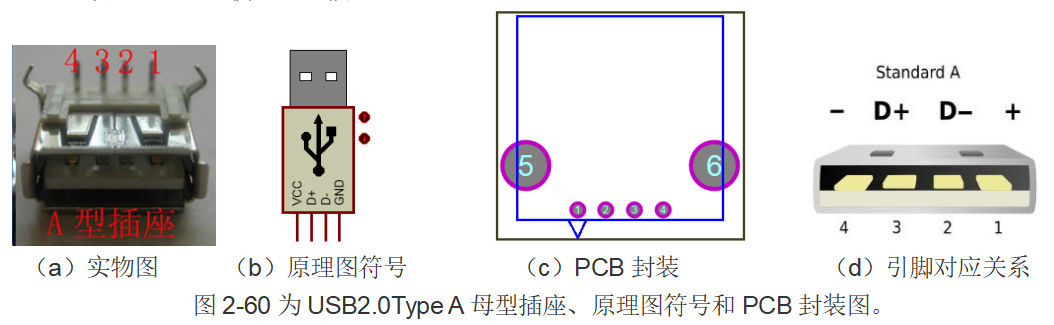 4 3 2 1
A 型插座
VCC
D+
D-
GND
5 6
1 2 3 4
Standard A
– D+ D– +
4 3 2 1
（a）实物图 （b）原理图符号 （c）PCB 封装 （d）引脚对应关系
图 2-60 为 USB2.0Type A 母型插座、原理图符号和 PCB 封装图。